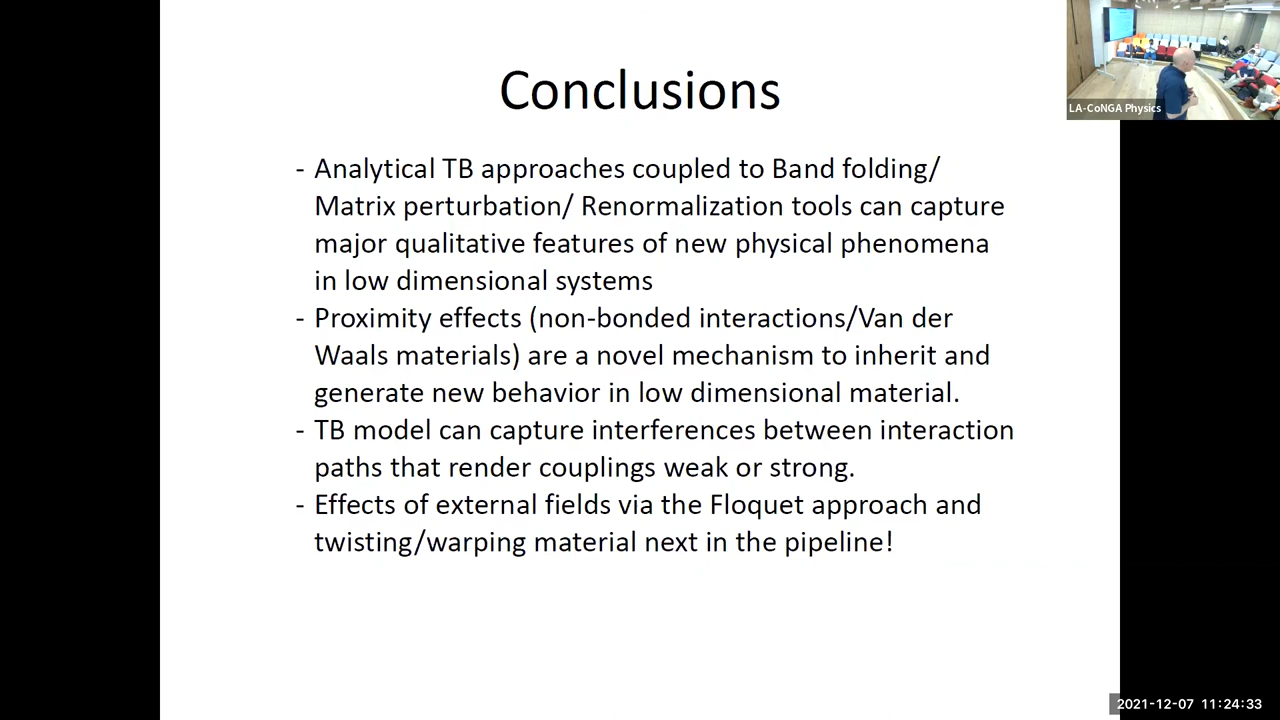 Conclusions
LA-CoNGA Physics
- Analytical TB approaches coupled to Band folding/
Matrix perturbation/ Renormalization tools can capture
major qualitative features of new physical phenomena
in low dimensional systems
- Proximity effects (non-bonded interactions/Van der
Waals materials) are a novel mechanism to inherit and
generate new behavior in low dimensional material.
- TB model can capture interferences between interaction
paths that render couplings weak or strong.
- Effects of external fields via the Floquet approach and
twisting/warping material next in the pipeline!
2021-12-07 11:24:33